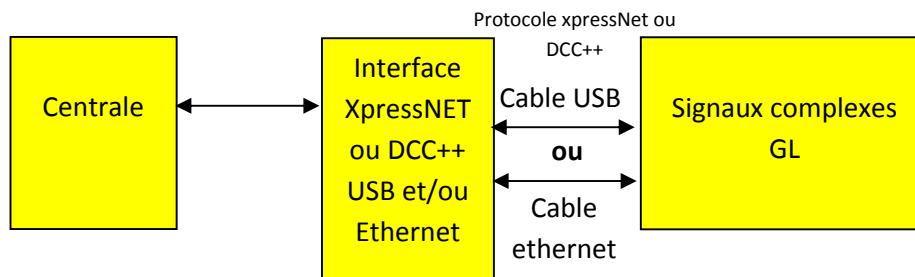 Protocole xpressNet ou
DCC++
Centrale
Interface
XpressNET
ou DCC++
USB et/ou
Ethernet
Cable USB
ou
Cable
ethernet
Signaux complexes
GL